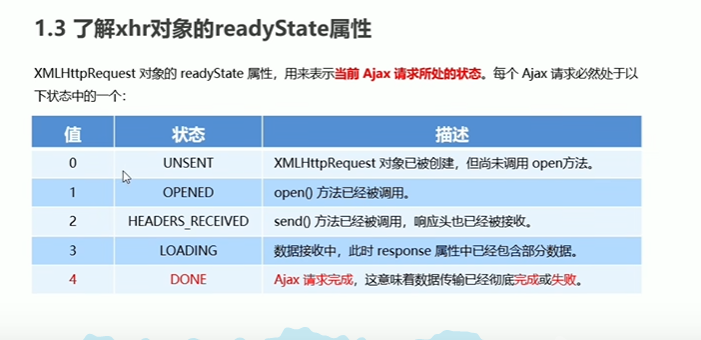 1.3 了解xhr对象的readyState属性
XMLHttpRequest 对象的 readyState 属性，用来表示当前 Ajax 请求所处的状态。每个 Ajax 请求必然处于以
下状态中的一个：
值 状态 描述
0 UNSENT XMLHttpRequest 对象已被创建，但尚未调用 open方法。
1 OPENED open() 方法已经被调用。
2 HEADERS_RECEIVED send() 方法已经被调用，响应头也已经被接收。
3 LOADING 数据接收中，此时 response 属性中已经包含部分数据。
4 DONE Ajax 请求完成，这意味着数据传输已经彻底完成或失败。